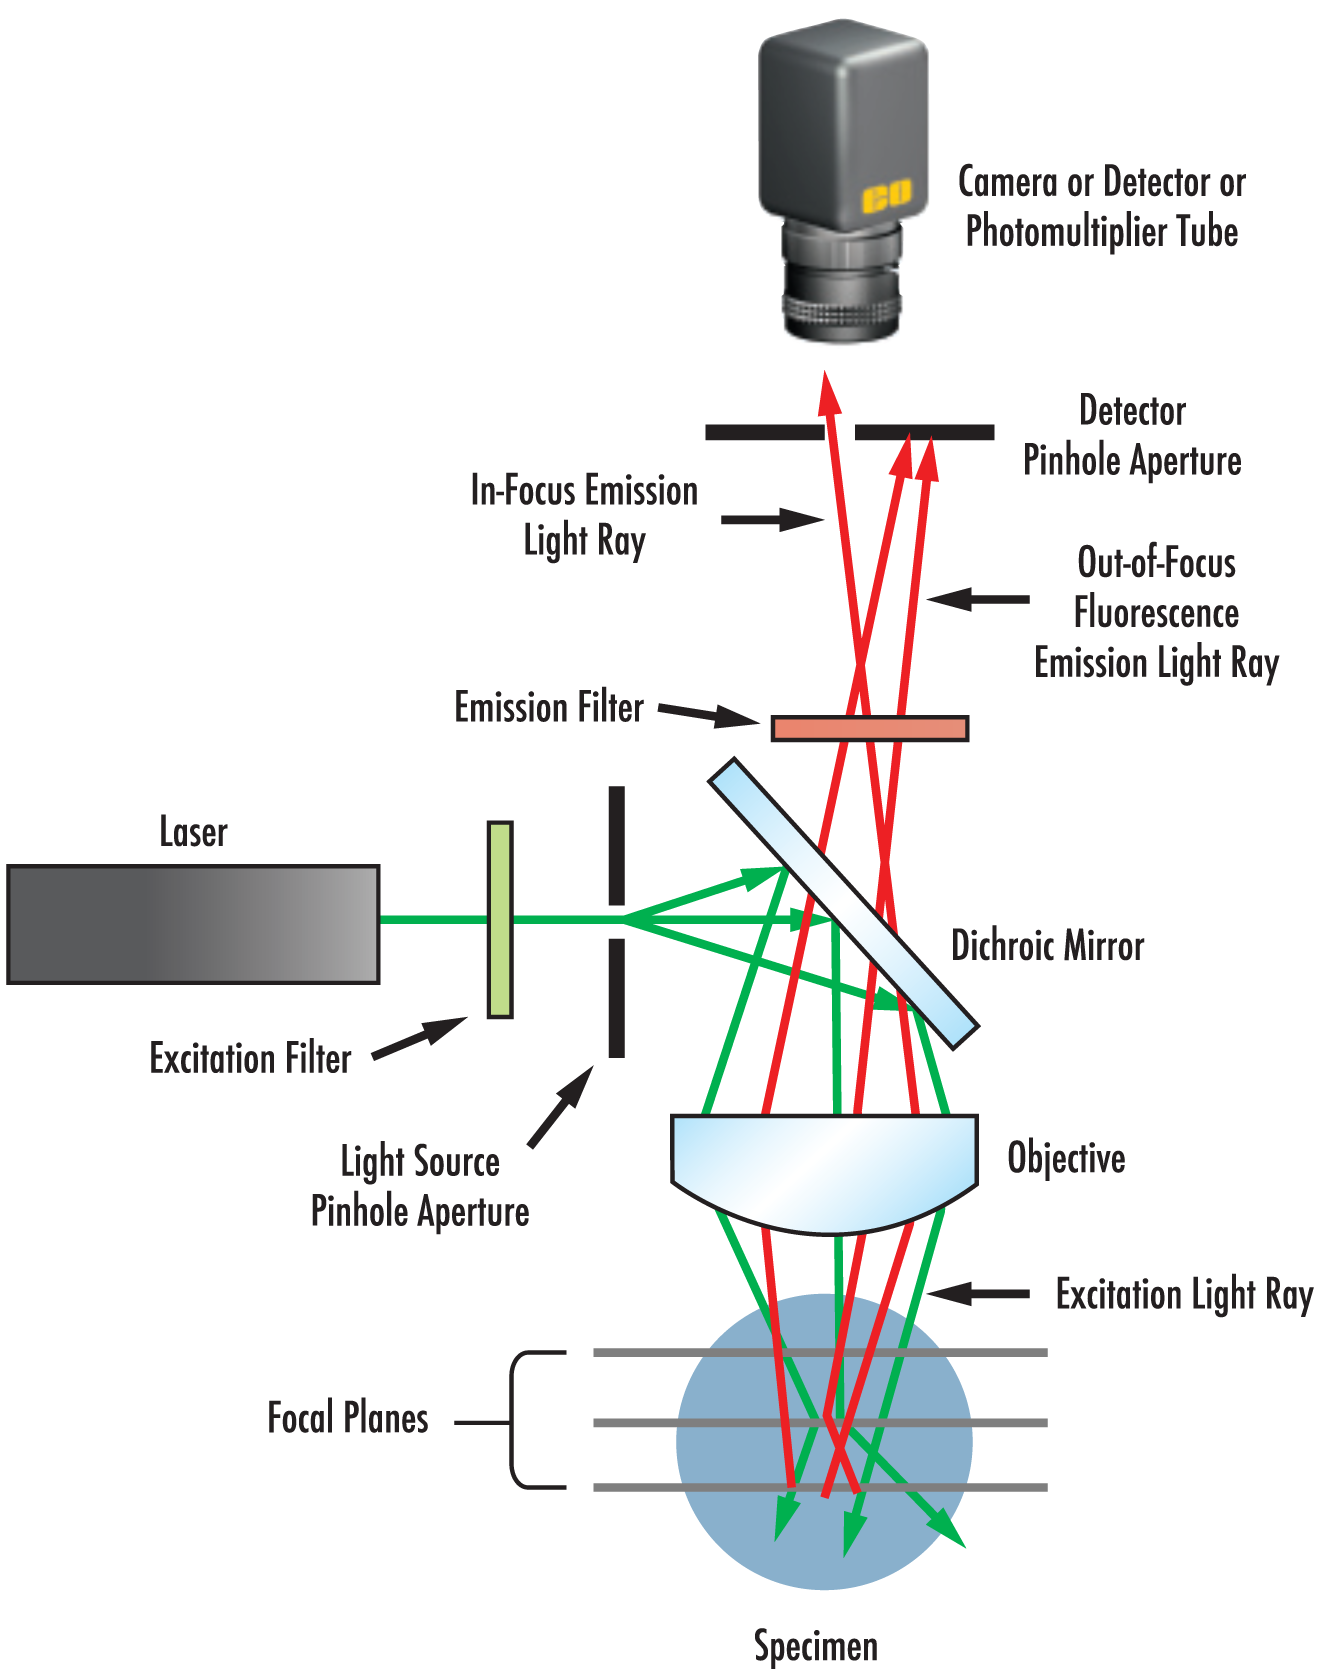 EO
Camera or Detector or
Photomultiplier Tube
Detector
Pinhole Aperture
In-Focus Emission
Light Ray
Out-of-Focus
Fluorescence
Emission Light Ray
Emission Filter
Laser
Dichroic Mirror
Excitation Filter
Light Source
Pinhole Aperture
Objective
Excitation Light Ray
Focal Planes
Specimen